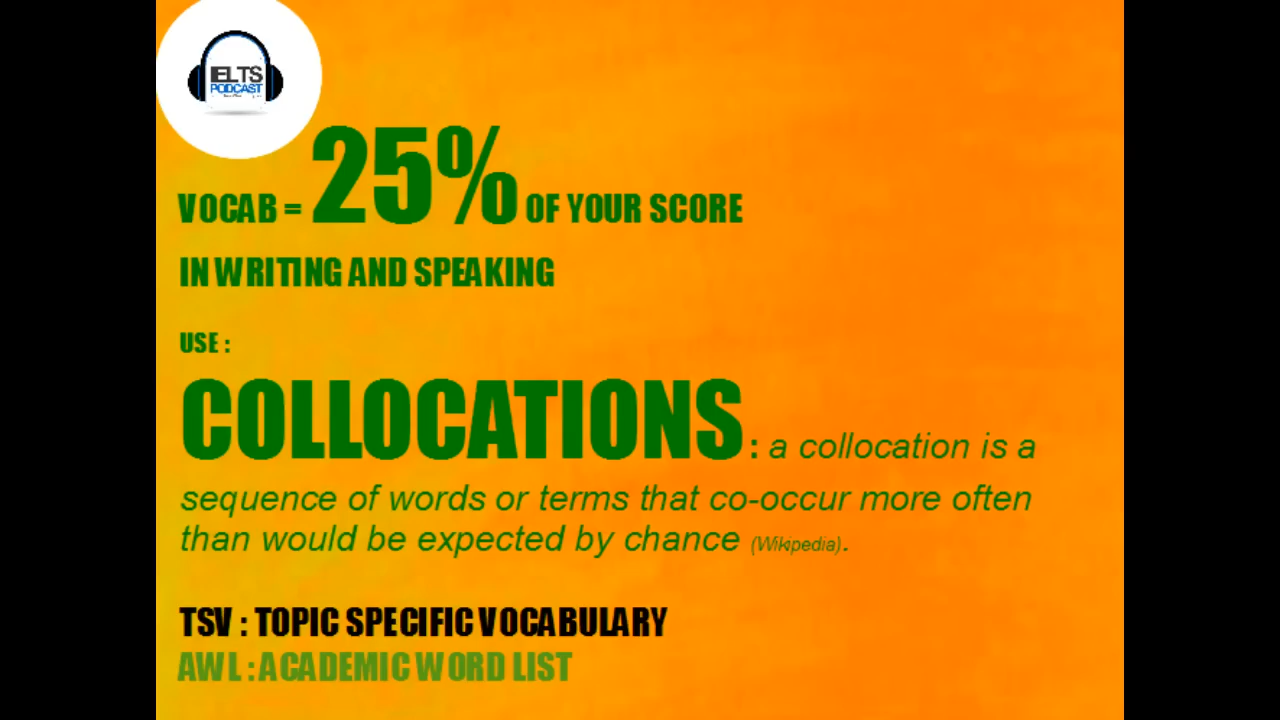 IELTS
PODCAST
VOCAB = 25% OF YOUR SCORE
IN WRITING AND SPEAKING
USE :
COLLOCATIONS : a collocation is a
sequence of words or terms that co-occur more often
than would be expected by chance (Wikipedia).
TSV : TOPIC SPECIFIC VOCABULARY
AWL : ACADEMIC WORD LIST